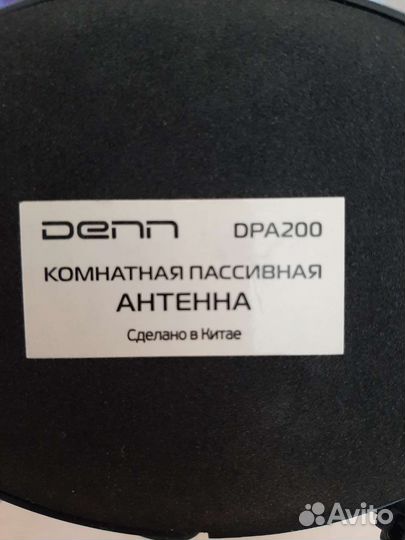 Denn DPA200
КОМНАТНАЯ ПАССИВНАЯ
АНТЕННА
Сделано в Китае
Avito